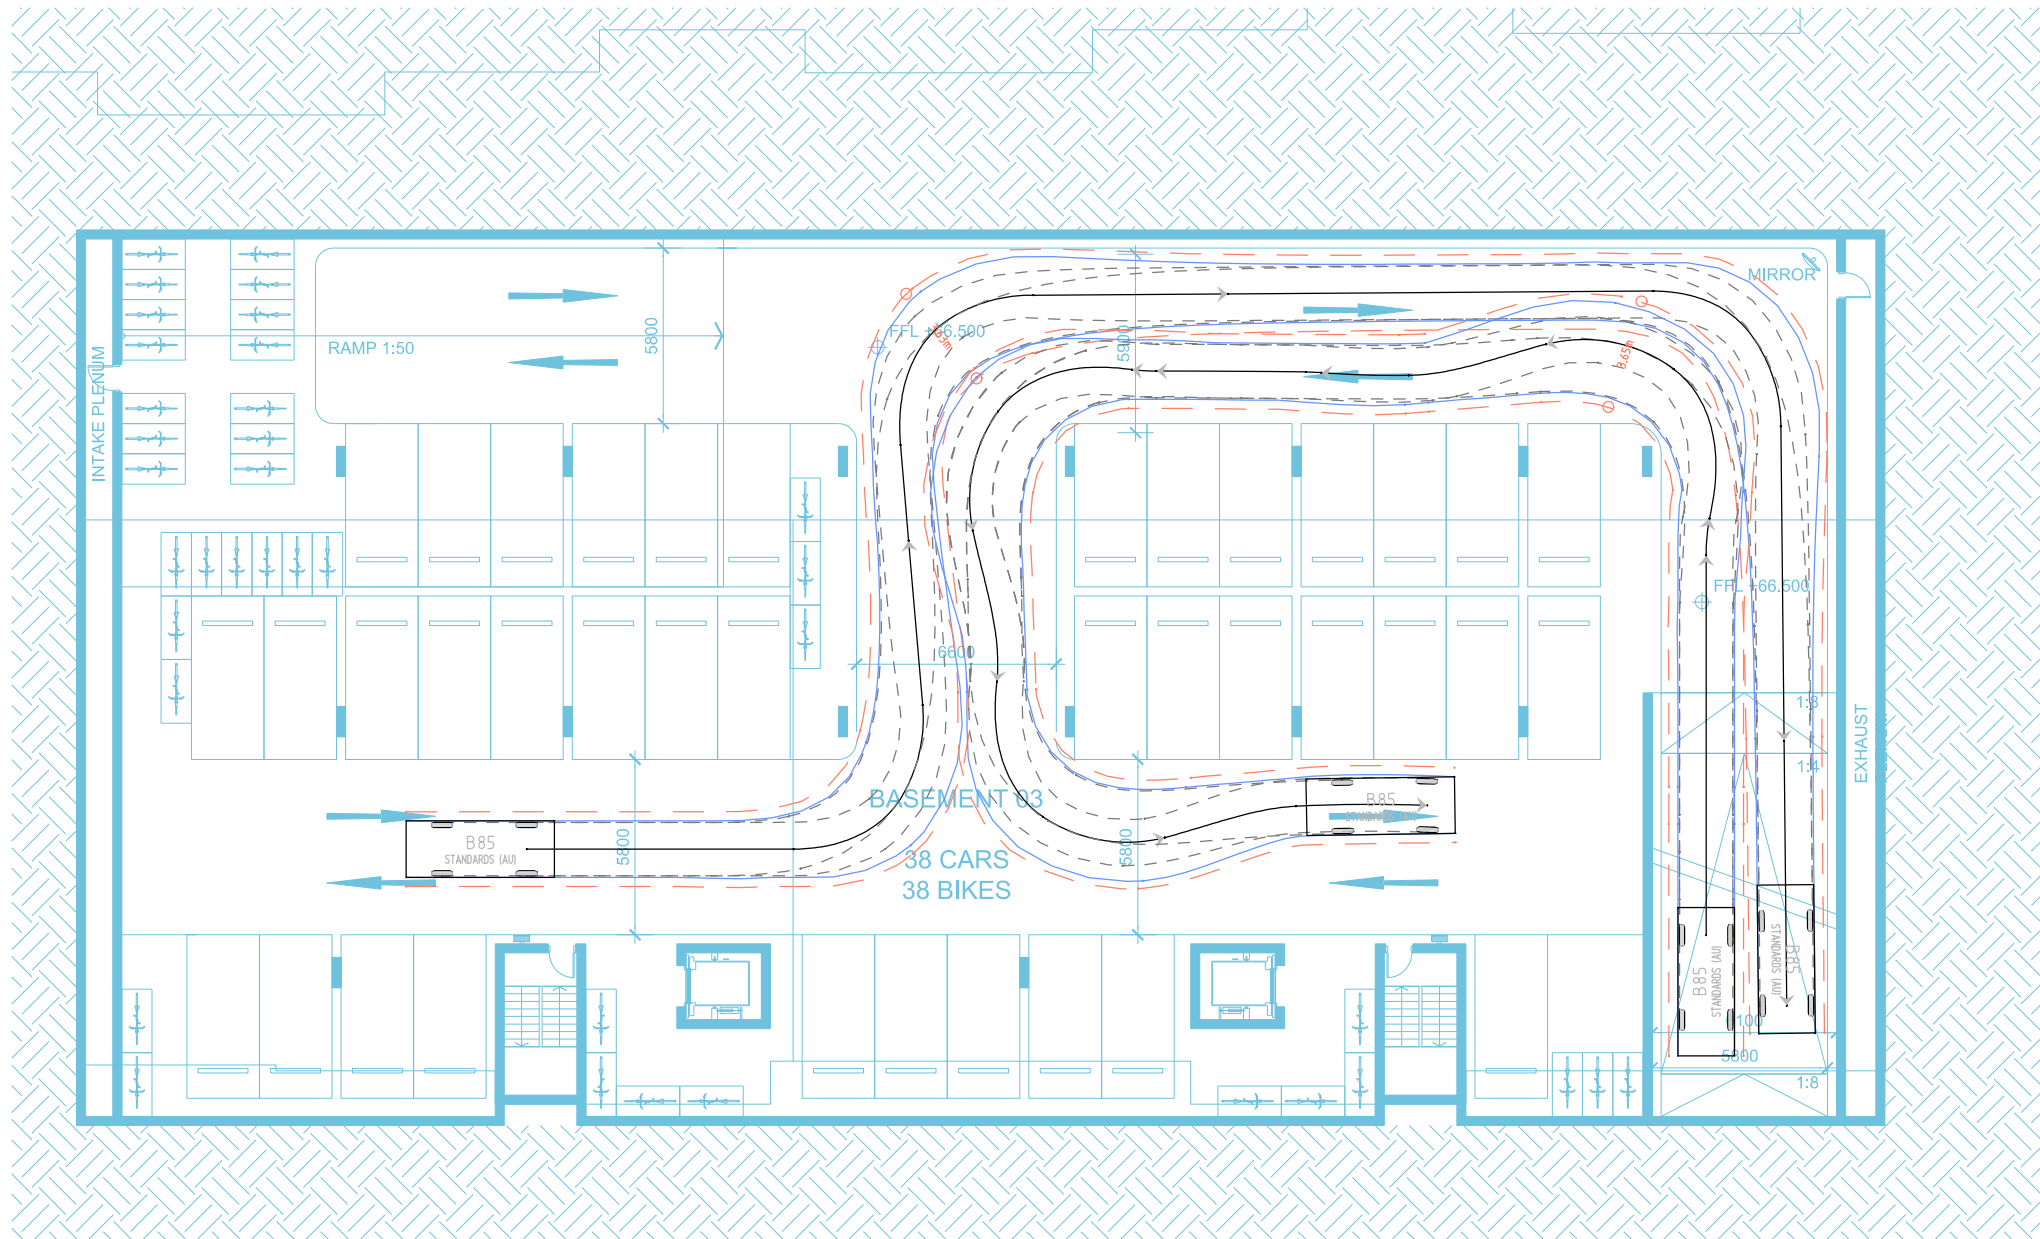 MIRROR
FFL +66.500
5800
5900
RAMP 1:50
3.65m
INTAKE PLENUM
FFL +66.500
6600
1:8
EXHAUST
1:4
BASEMENT 03
B85
STANDARDS (AU)
B85
5800
5800
38 CARS
38 BIKES
B85
STANDARDS (AU)
B85
STANDARDS (AU)
5800
1:8